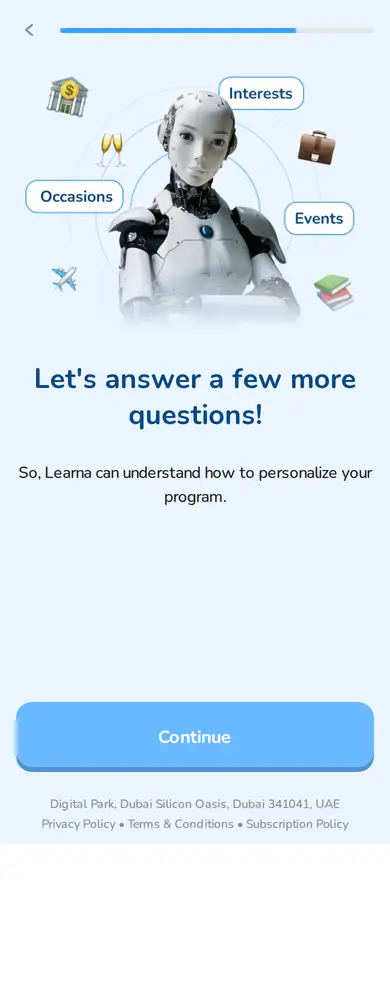 Interests
Occasions
Events
Let's answer a few more
questions!
So, Learna can understand how to personalize your
program.
Continue
Digital Park, Dubai Silicon Oasis, Dubai 341041, UAE
Privacy Policy • Terms & Conditions • Subscription Policy